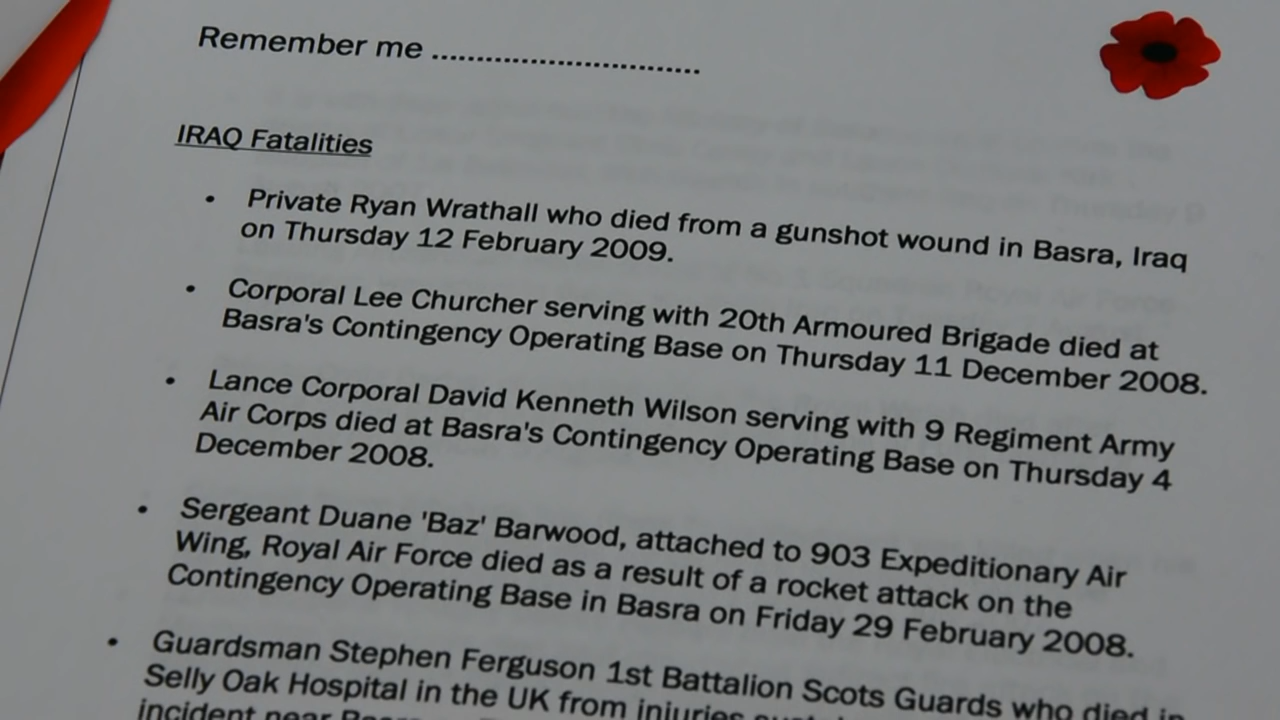 Remember me ..............................
IRAQ Fatalities
• Private Ryan Wrathall who died from a gunshot wound in Basra, Iraq
on Thursday 12 February 2009.
• Corporal Lee Churcher serving with 20th Armoured Brigade died at
Basra's Contingency Operating Base on Thursday 11 December 2008.
• Lance Corporal David Kenneth Wilson serving with 9 Regiment Army
Air Corps died at Basra's Contingency Operating Base on Thursday 4
December 2008.
• Sergeant Duane 'Baz' Barwood, attached to 903 Expeditionary Air
Wing, Royal Air Force died as a result of a rocket attack on the
Contingency Operating Base in Basra on Friday 29 February 2008.
• Guardsman Stephen Ferguson 1st Battalion Scots Guards who died in
Selly Oak Hospital in the UK from injuries
incident near